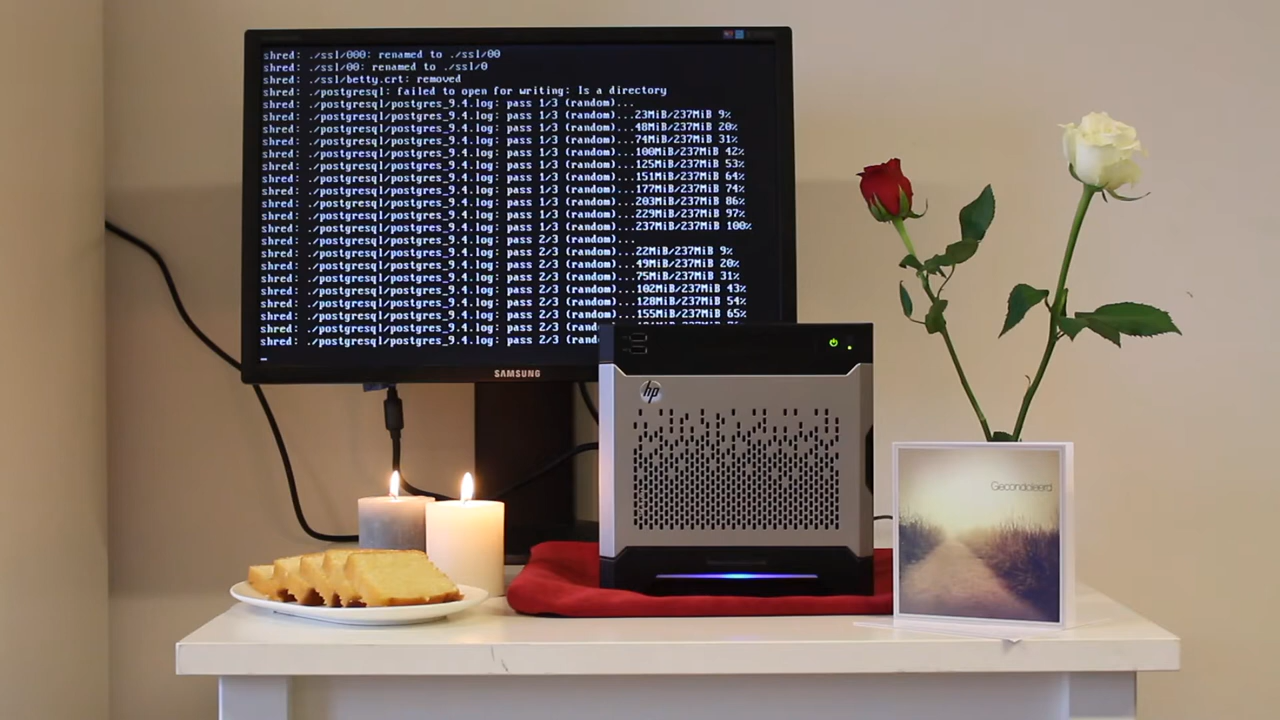 shred: ./ssl/000: renamed to ./ssl/00
shred: ./ssl/00: renamed to ./ssl/0
shred: ./ssl/betty.crt: removed
shred: ./postgresql: failed to open for writing: Is a directory
shred: ./postgresql/postgres_9.4.log: pass 1/3 (random)...
shred: ./postgresql/postgres_9.4.log: pass 1/3 (random)...23MiB/237MiB 9%
shred: ./postgresql/postgres_9.4.log: pass 1/3 (random)...48MiB/237MiB 20%
shred: ./postgresql/postgres_9.4.log: pass 1/3 (random)...74MiB/237MiB 31%
shred: ./postgresql/postgres_9.4.log: pass 1/3 (random)...100MiB/237MiB 42%
shred: ./postgresql/postgres_9.4.log: pass 1/3 (random)...125MiB/237MiB 53%
shred: ./postgresql/postgres_9.4.log: pass 1/3 (random)...151MiB/237MiB 64%
shred: ./postgresql/postgres_9.4.log: pass 1/3 (random)...177MiB/237MiB 74%
shred: ./postgresql/postgres_9.4.log: pass 1/3 (random)...203MiB/237MiB 86%
shred: ./postgresql/postgres_9.4.log: pass 1/3 (random)...229MiB/237MiB 97%
shred: ./postgresql/postgres_9.4.log: pass 1/3 (random)...237MiB/237MiB 100%
shred: ./postgresql/postgres_9.4.log: pass 2/3 (random)...
shred: ./postgresql/postgres_9.4.log: pass 2/3 (random)...22MiB/237MiB 9%
shred: ./postgresql/postgres_9.4.log: pass 2/3 (random)...49MiB/237MiB 20%
shred: ./postgresql/postgres_9.4.log: pass 2/3 (random)...75MiB/237MiB 31%
shred: ./postgresql/postgres_9.4.log: pass 2/3 (random)...102MiB/237MiB 43%
shred: ./postgresql/postgres_9.4.log: pass 2/3 (random)...128MiB/237MiB 54%
shred: ./postgresql/postgres_9.4.log: pass 2/3 (random)...155MiB/237MiB 65%
shred: ./postgresql/postgres_9.4.log: pass 2/3
shred: ./postgresql/postgres_9.4.log: pass 2/3
SAMSUNG
hp
Gecondoleerd